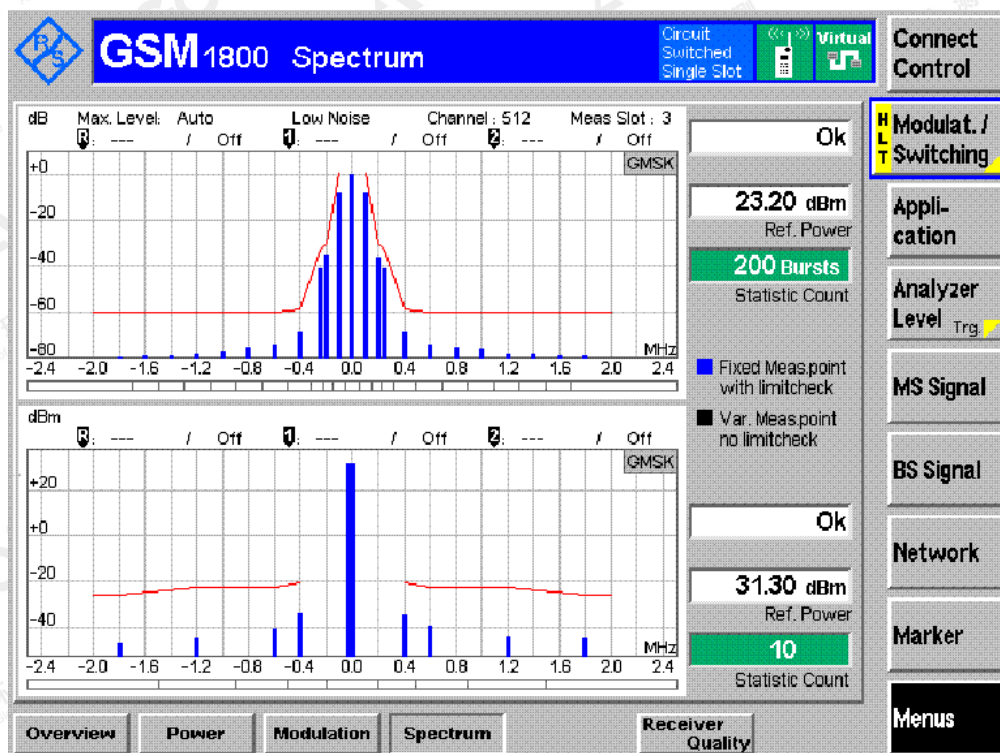 R/S
GSM 1800 Spectrum
Circuit
Switched
Single Slot
Virtual
Connect
Control
dB Max. Level: Auto Low Noise Channel : 512 Meas Slot : 3
R: --- / Off 1: --- / Off 2: --- / Off
GMSK
+0
-20
-40
-60
-80
MHz
-2.4 -2.0 -1.6 -1.2 -0.8 -0.4 0.0 0.4 0.8 1.2 1.6 2.0 2.4
Ok
23.20 dBm
Ref. Power
200 Bursts
Statistic Count
Fixed Meas.point
with limitcheck
Var. Meas.point
no limitcheck
dBm
R: --- / Off 1: --- / Off 2: --- / Off
GMSK
+20
+0
-20
-40
MHz
-2.4 -2.0 -1.6 -1.2 -0.8 -0.4 0.0 0.4 0.8 1.2 1.6 2.0 2.4
Ok
31.30 dBm
Ref. Power
10
Statistic Count
HLT
Modulat. /
Switching
Appli-
cation
Analyzer
Level Trg.
MS Signal
BS Signal
Network
Marker
Menus
Overview
Power
Modulation
Spectrum
Receiver
Quality